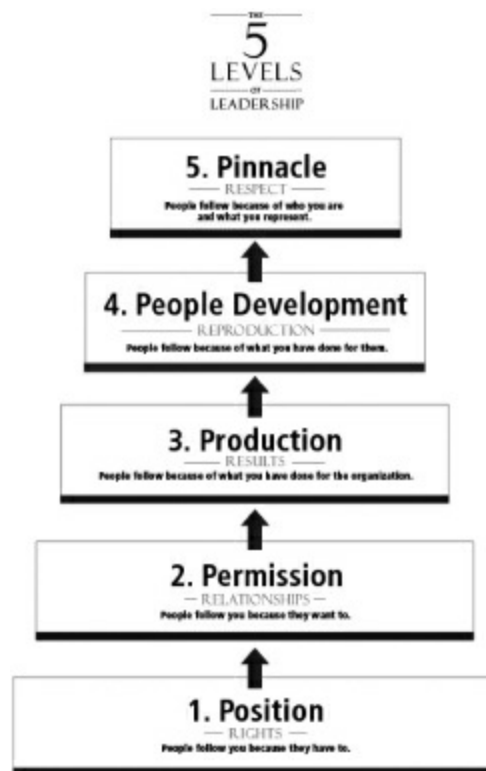 THE
5
LEVELS
OF
LEADERSHIP
5. Pinnacle
RESPECT
People follow because of who you are
and what you represent.
4. People Development
REPRODUCTION
People follow because of what you have done for them.
3. Production
RESULTS
People follow because of what you have done for the organization.
2. Permission
RELATIONSHIPS
People follow you because they want to.
1. Position
RIGHTS
People follow you because they have to.